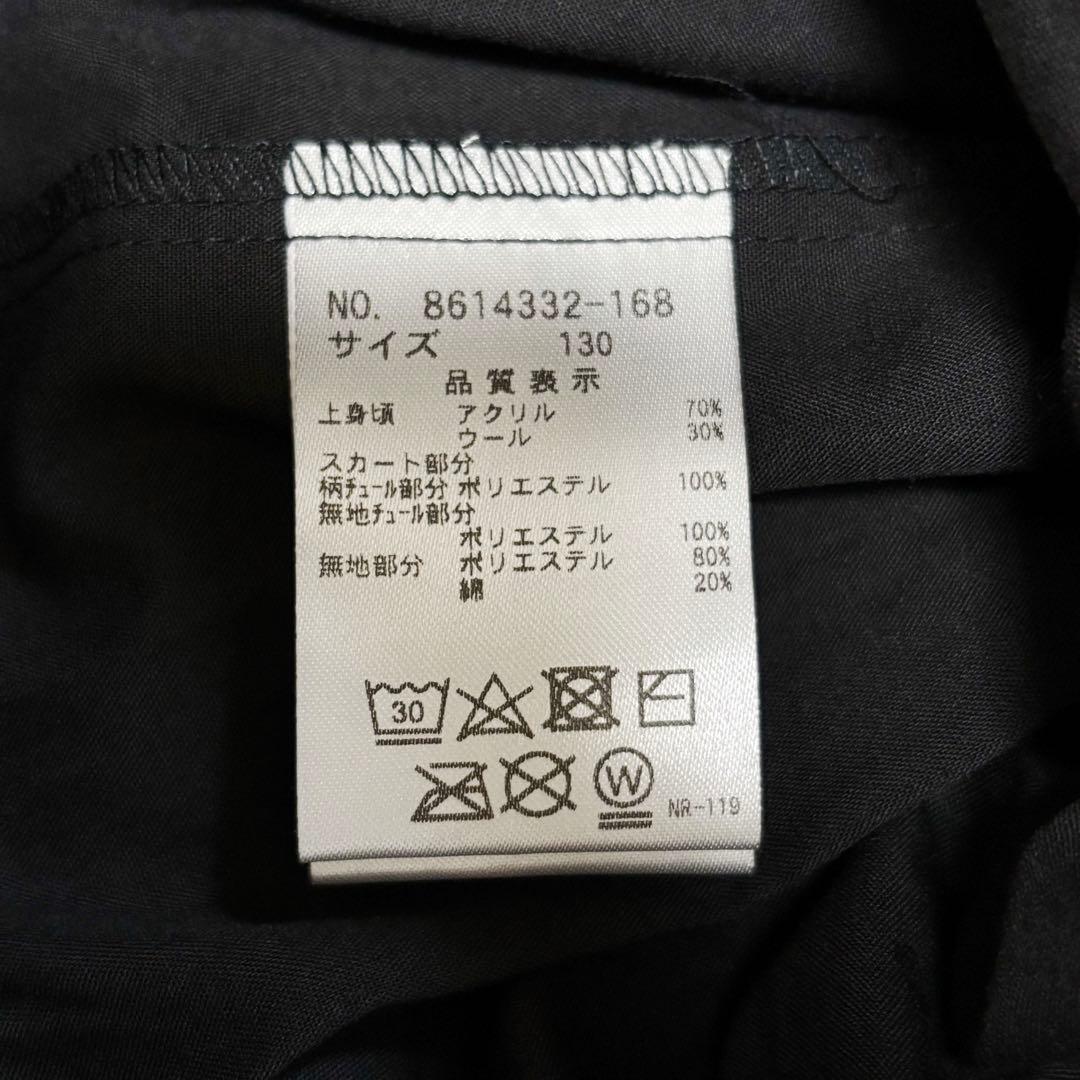 NO. 8614332-168
サイズ 130
品質表示
上身頃 アクリル 70%
ウール 30%
スカート部分
柄ﾁｭｰﾙ部分 ポリエステル 100%
無地ﾁｭｰﾙ部分
ポリエステル 100%
無地部分 ポリエステル 80%
綿 20%
30
W NR-119